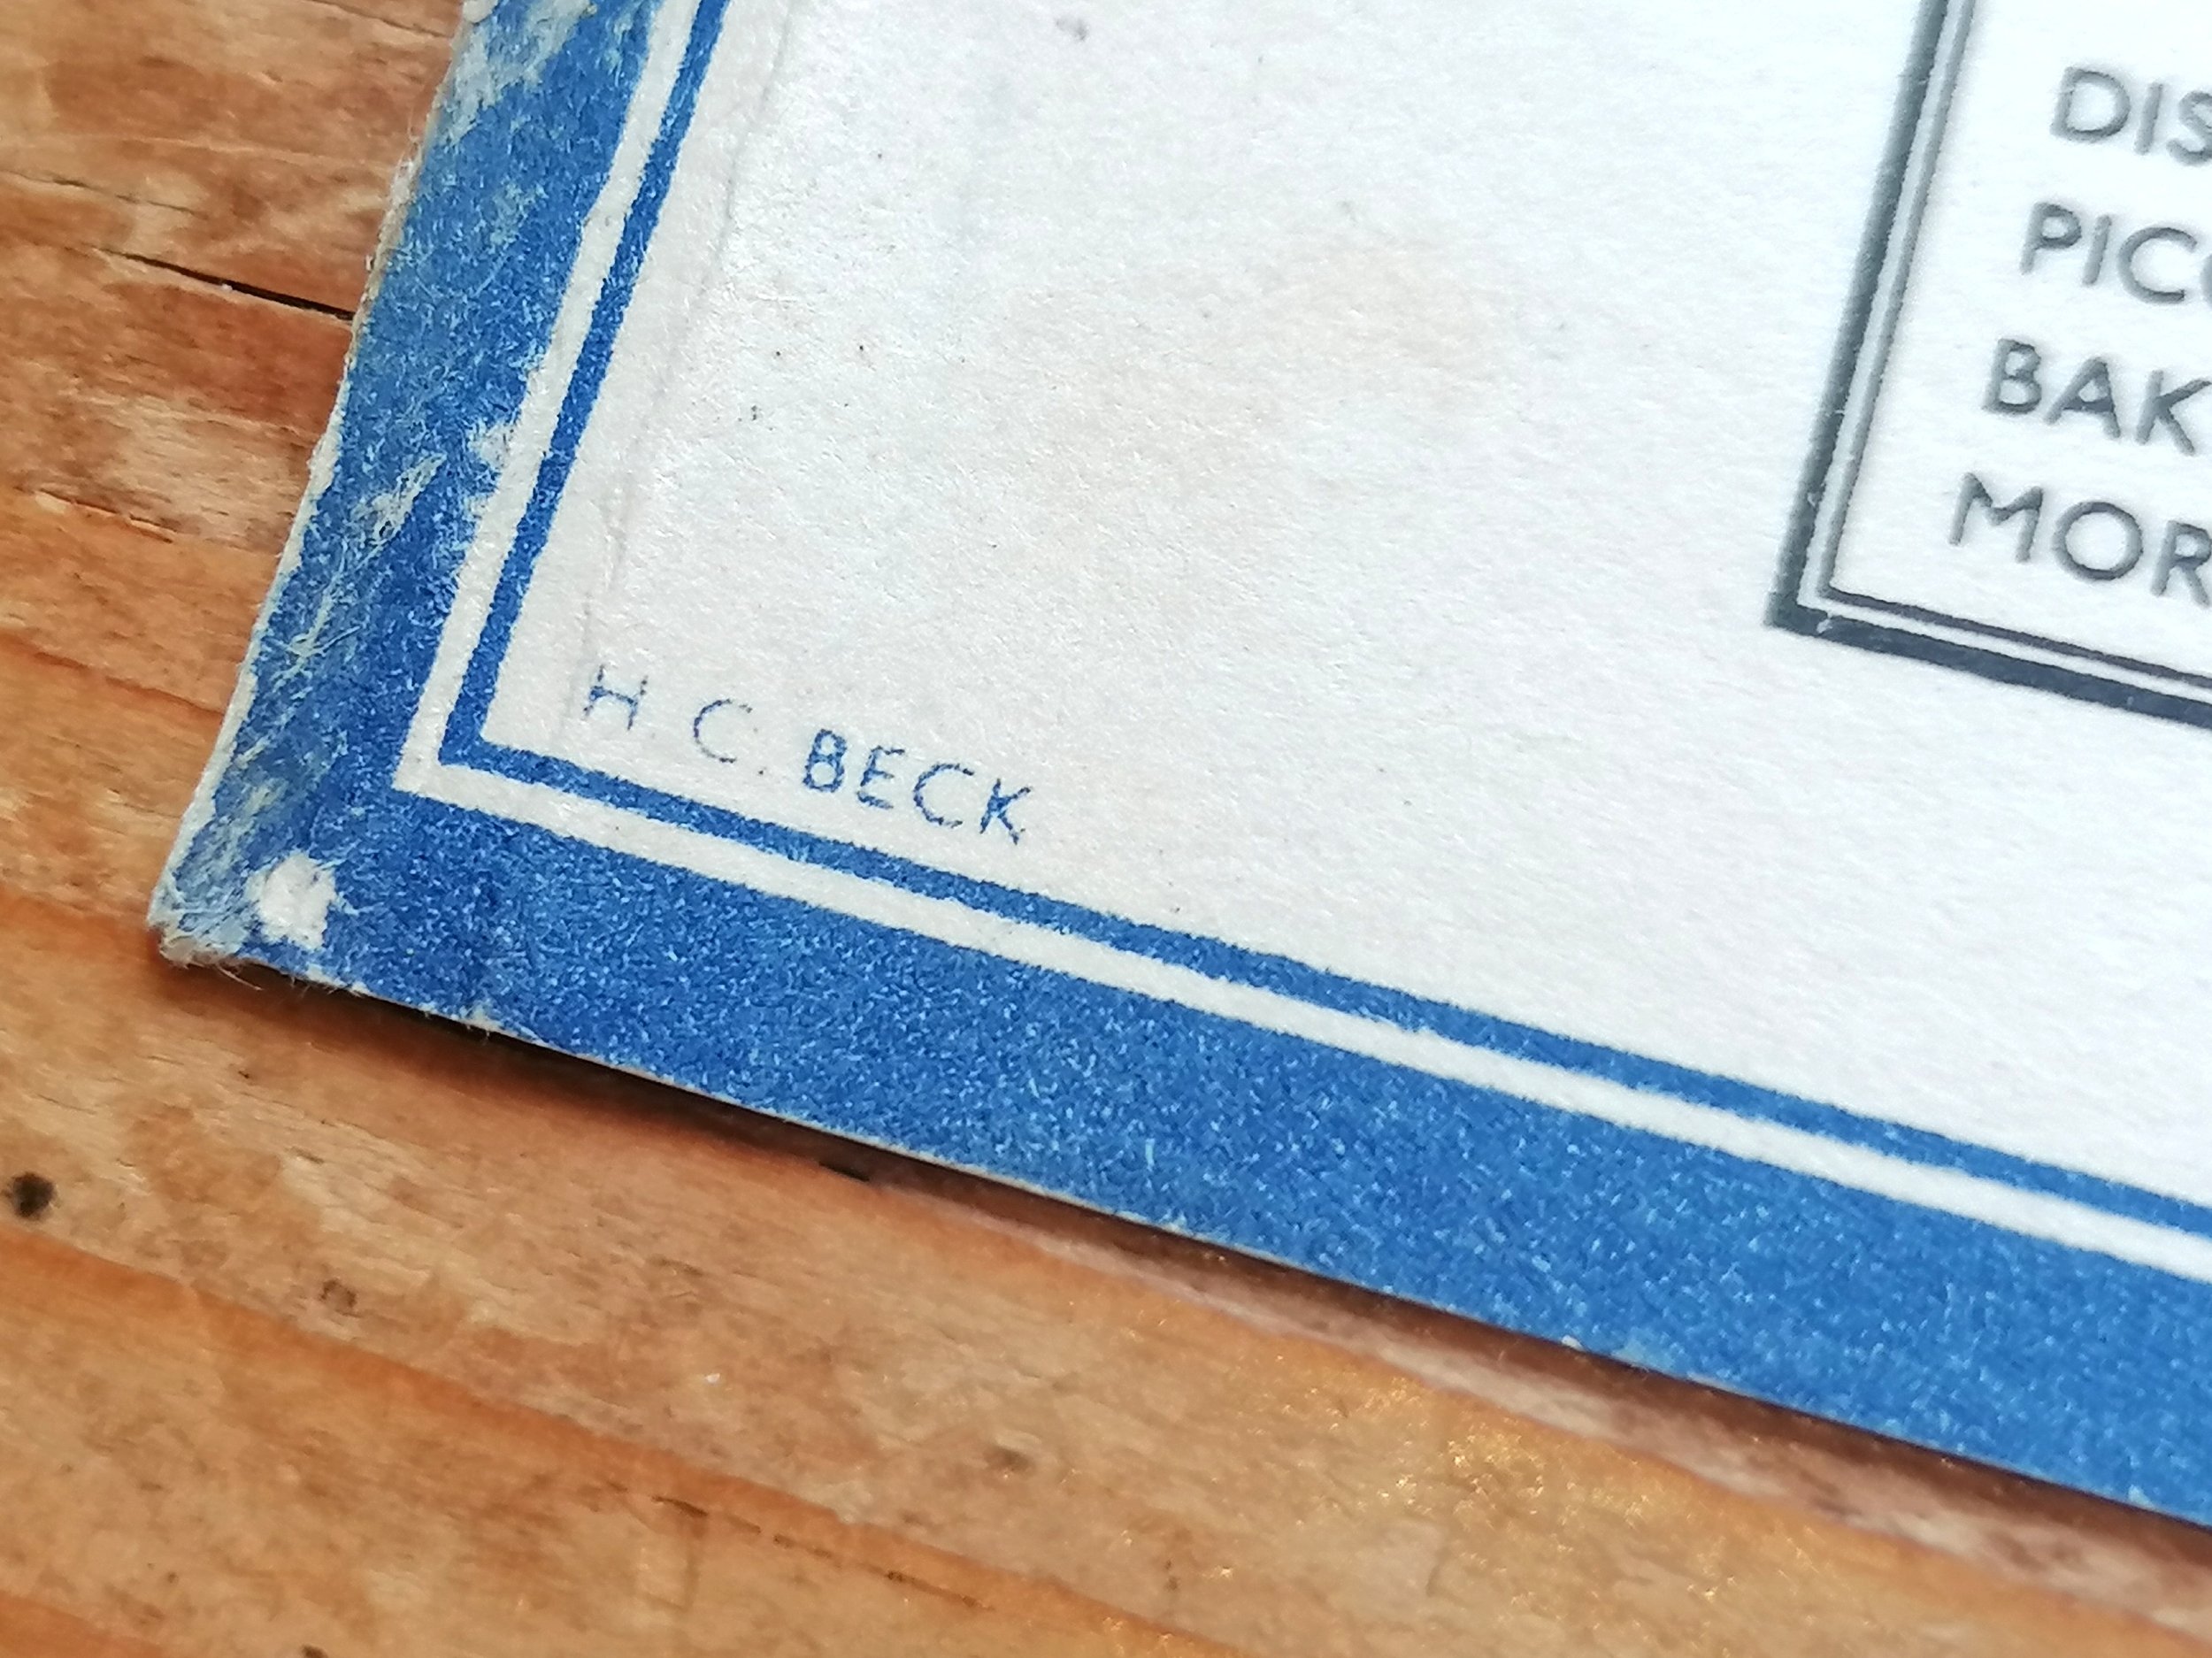 DIS
PIC
BAK
MOR
H. C. BECK